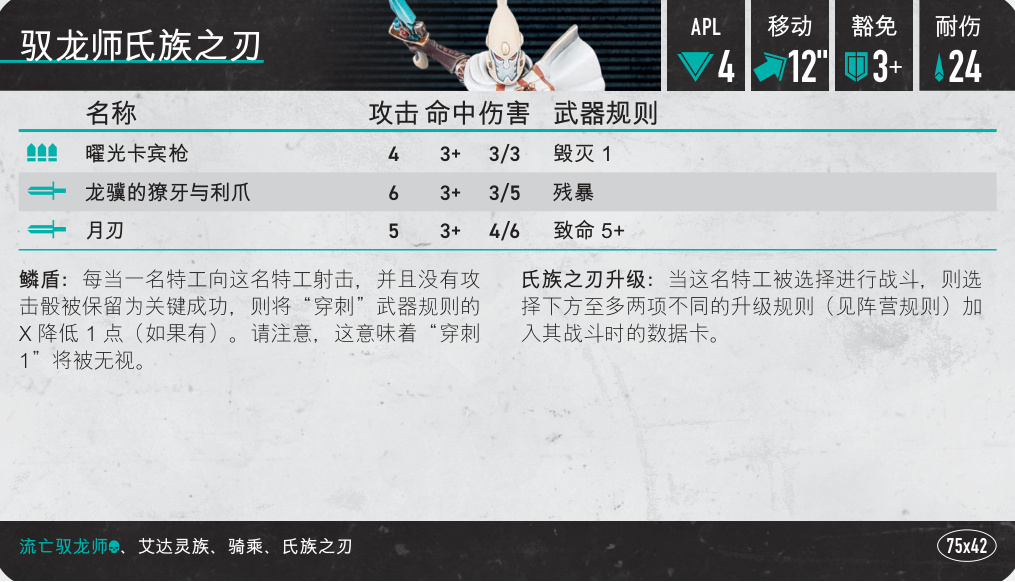 驭龙师氏族之刃
APL 移动 豁免 耐伤
4 12" 3+ 24
名称 攻击 命中 伤害 武器规则
曜光卡宾枪 4 3+ 3/3 毁灭 1
龙骥的獠牙与利爪 6 3+ 3/5 残暴
月刃 5 3+ 4/6 致命 5+
鳞盾：每当一名特工向这名特工射击，并且没有攻
击骰被保留为关键成功，则将“穿刺”武器规则的
X 降低 1 点（如果有）。请注意，这意味着“穿刺
1”将被无视。
氏族之刃升级：当这名特工被选择进行战斗，则选
择下方至多两项不同的升级规则（见阵营规则）加
入其战斗时的数据卡。
流亡驭龙师、艾达灵族、骑乘、氏族之刃
75x42